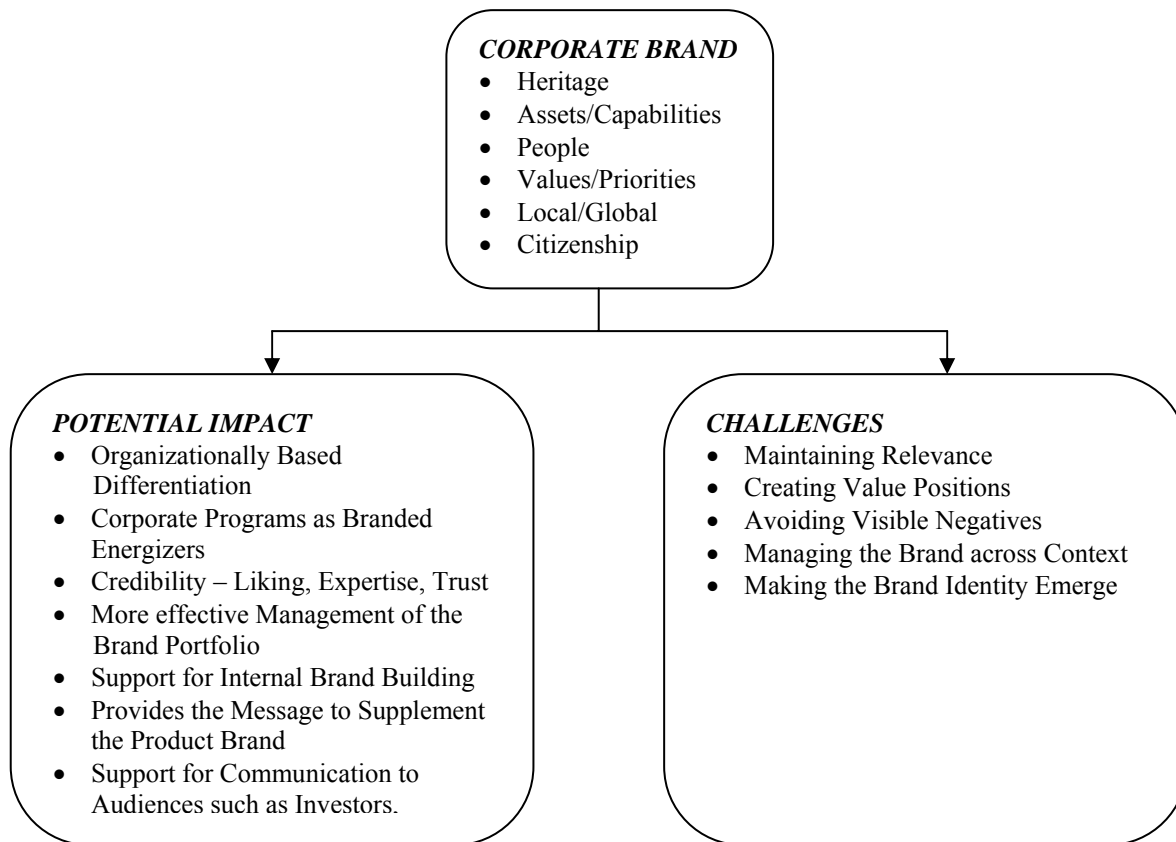 CORPORATE BRAND
• Heritage
• Assets/Capabilities
• People
• Values/Priorities
• Local/Global
• Citizenship
POTENTIAL IMPACT
• Organizationally Based
Differentiation
• Corporate Programs as Branded
Energizers
• Credibility – Liking, Expertise, Trust
• More effective Management of the
Brand Portfolio
• Support for Internal Brand Building
• Provides the Message to Supplement
the Product Brand
• Support for Communication to
Audiences such as Investors.
CHALLENGES
• Maintaining Relevance
• Creating Value Positions
• Avoiding Visible Negatives
• Managing the Brand across Context
• Making the Brand Identity Emerge